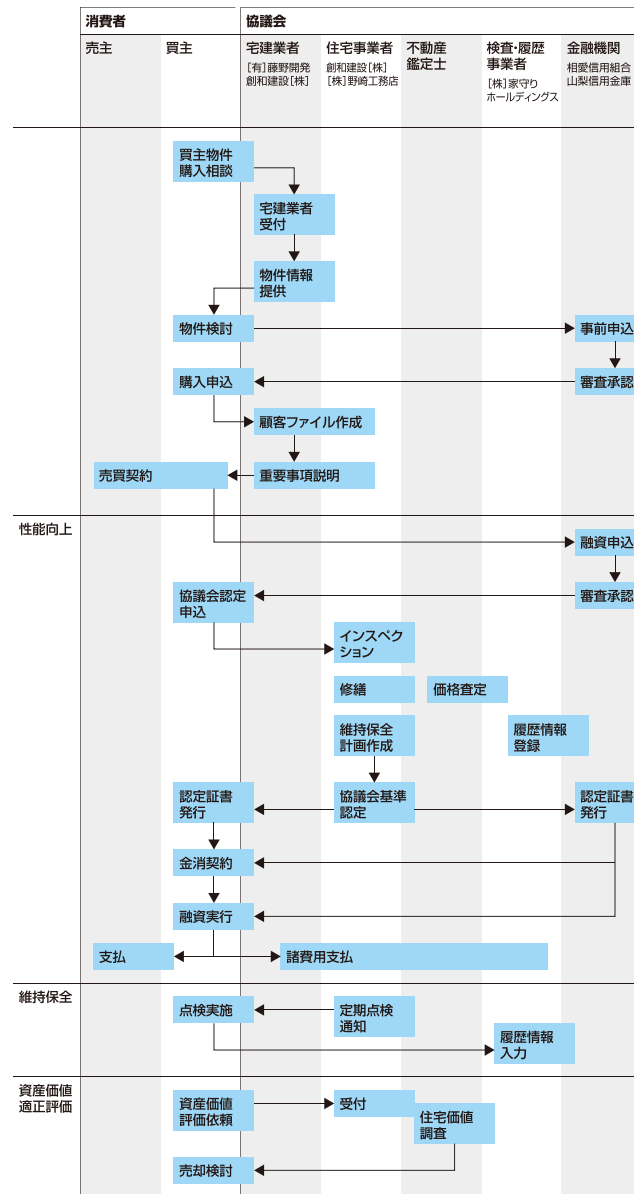 消費者
協議会
売主
買主
宅建業者
［有］藤野開発
創和建設［株］
住宅事業者
創和建設［株］
［株］野崎工務店
不動産
鑑定士
検査・履歴
事業者
［株］家守り
ホールディングス
金融機関
相愛信用組合
山梨信用金庫
買主物件
購入相談
宅建業者
受付
物件情報
提供
物件検討
事前申込
購入申込
審査承認
顧客ファイル作成
売買契約
重要事項説明
性能向上
融資申込
協議会認定
申込
審査承認
インスペク
ション
修繕
価格査定
維持保全
計画作成
履歴情報
登録
認定証書
発行
協議会基準
認定
認定証書
発行
金消契約
融資実行
支払
諸費用支払
維持保全
点検実施
定期点検
通知
履歴情報
入力
資産価値
適正評価
資産価値
評価依頼
受付
住宅価値
調査
売却検討